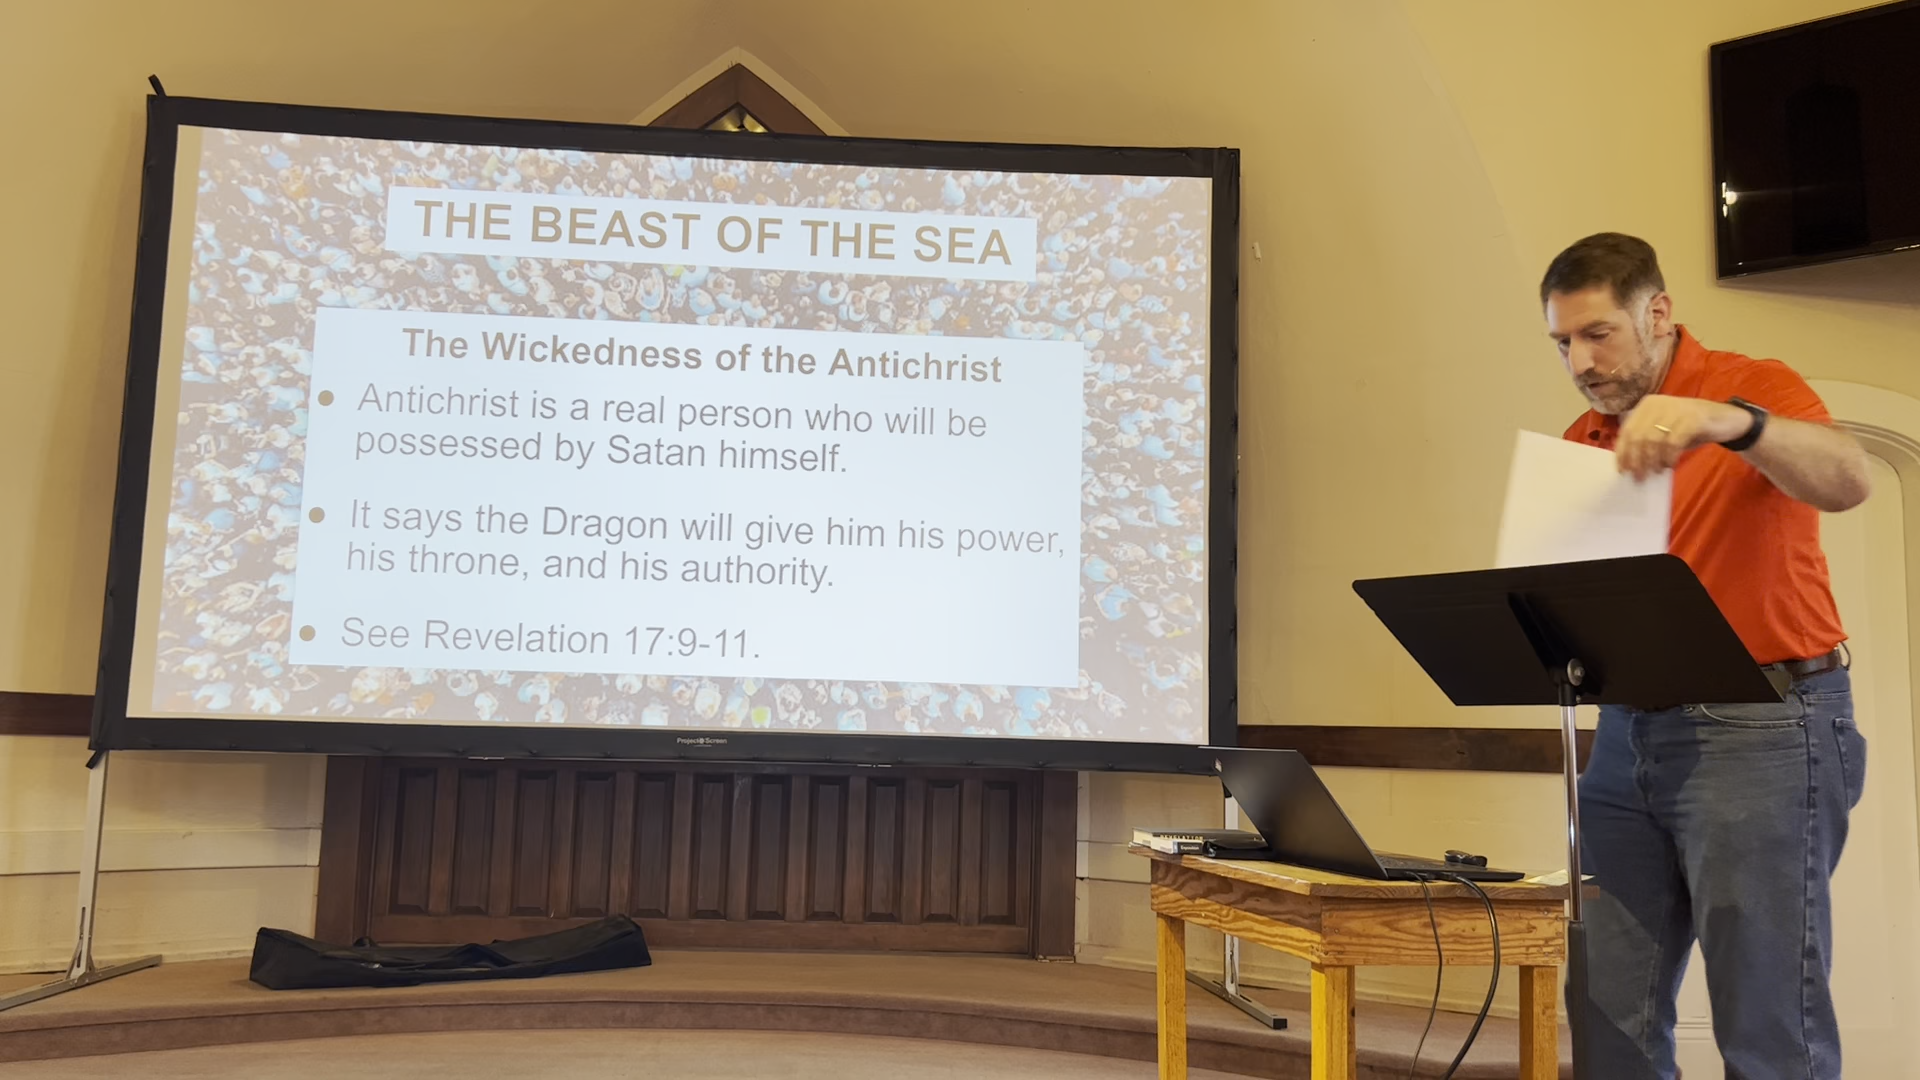 THE BEAST OF THE SEA
The Wickedness of the Antichrist
• Antichrist is a real person who will be
possessed by Satan himself.
• It says the Dragon will give him his power,
his throne, and his authority.
• See Revelation 17:9-11.
Project Screen
REVELATION